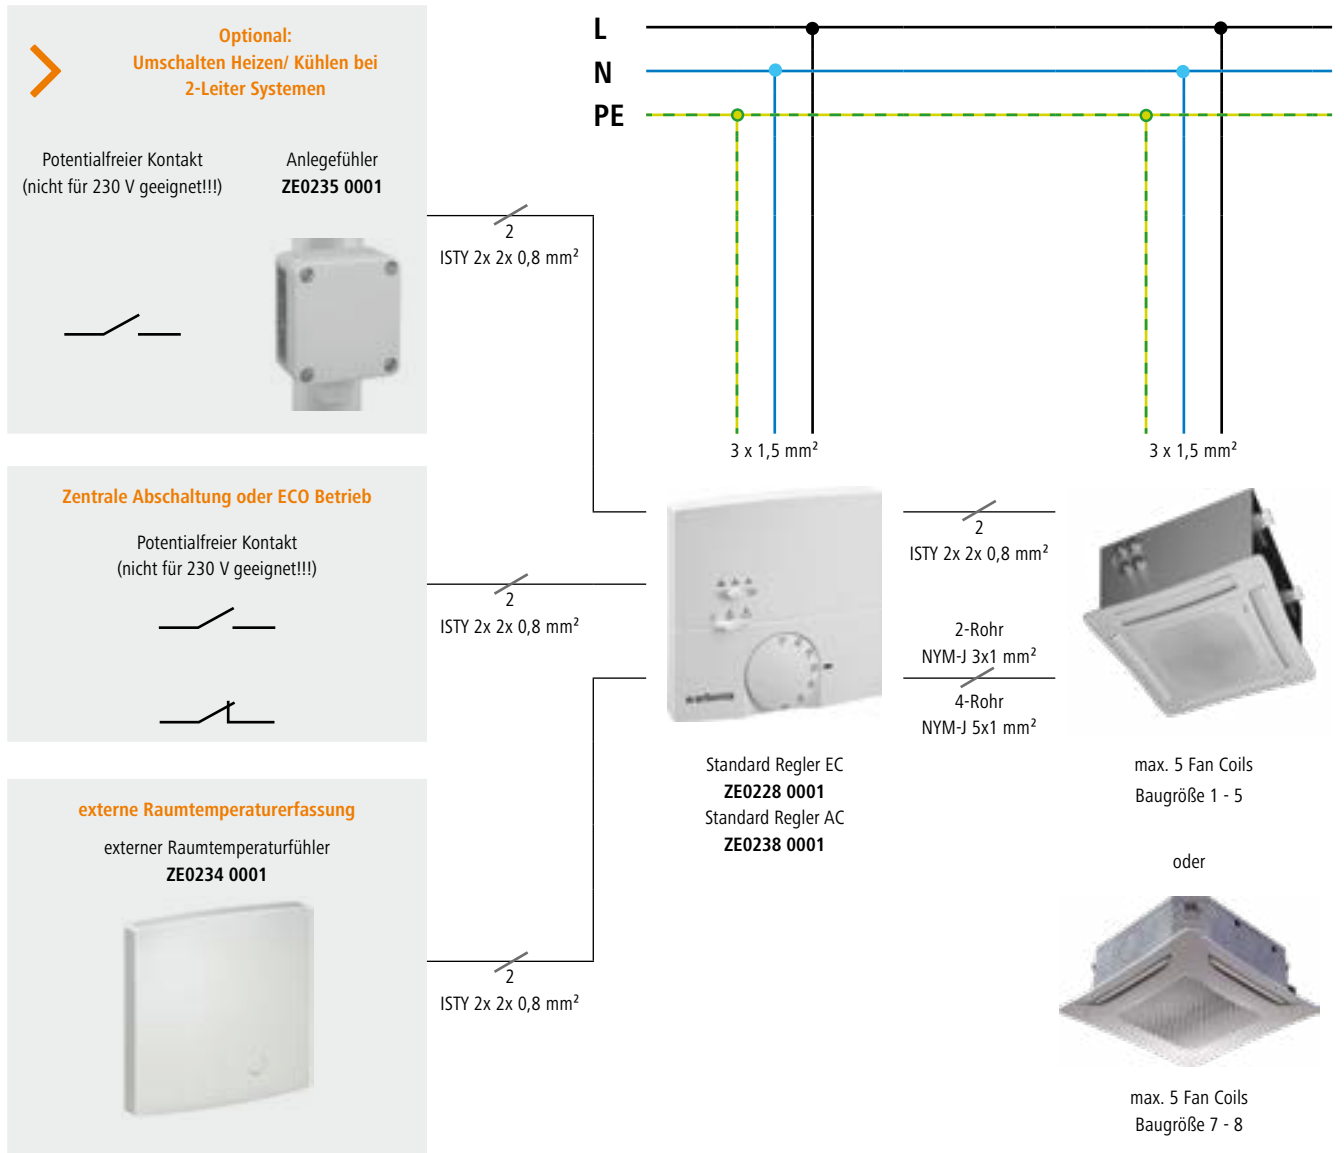 Optional:
Umschalten Heizen/ Kühlen bei
2-Leiter Systemen
Potentialfreier Kontakt
(nicht für 230 V geeignet!!!)
Anlegefühler
ZE0235 0001
2
ISTY 2x 2x 0,8 mm²
L
N
PE
3 x 1,5 mm²
3 x 1,5 mm²
Zentrale Abschaltung oder ECO Betrieb
Potentialfreier Kontakt
(nicht für 230 V geeignet!!!)
2
ISTY 2x 2x 0,8 mm²
externe Raumtemperaturerfassung
externer Raumtemperaturfühler
ZE0234 0001
2
ISTY 2x 2x 0,8 mm²
Standard Regler EC
ZE0228 0001
Standard Regler AC
ZE0238 0001
2
ISTY 2x 2x 0,8 mm²
2-Rohr
NYM-J 3x1 mm²
4-Rohr
NYM-J 5x1 mm²
max. 5 Fan Coils
Baugröße 1 - 5
oder
max. 5 Fan Coils
Baugröße 7 - 8